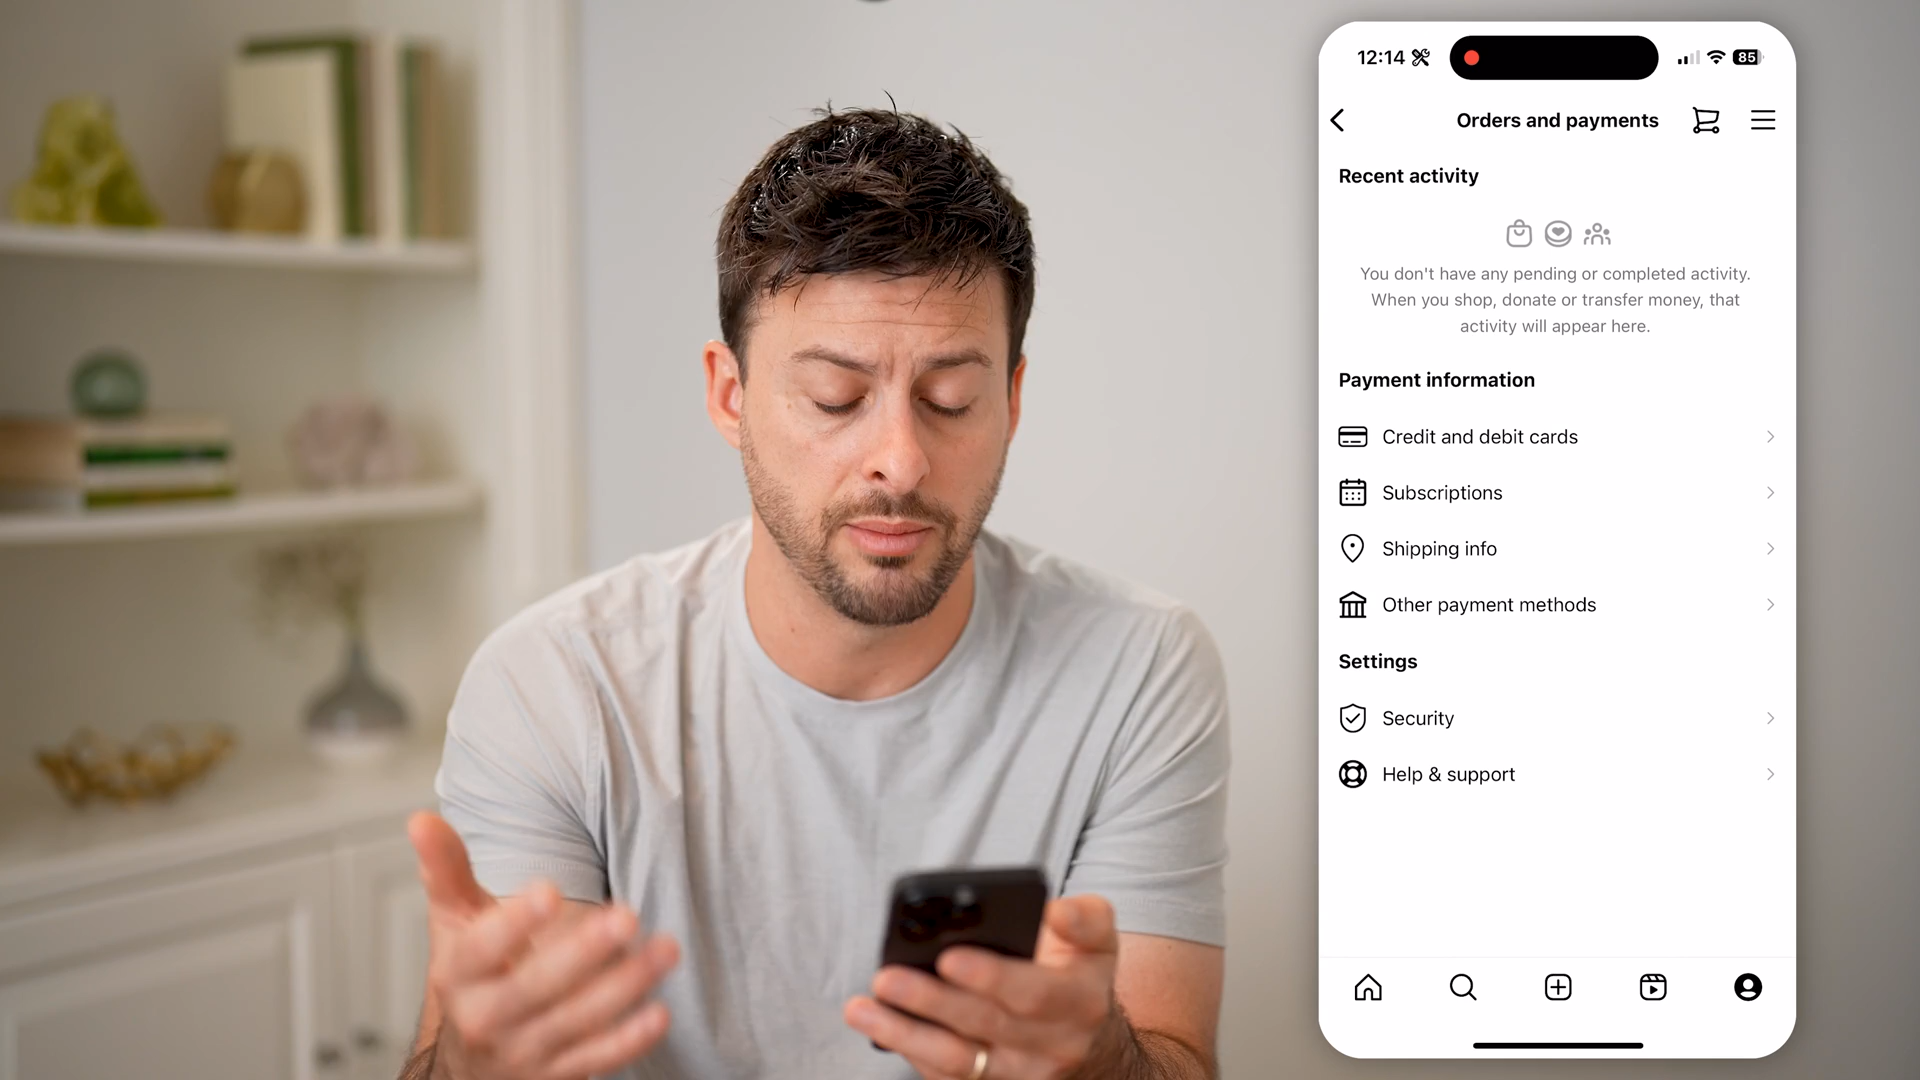 12:14
85
Orders and payments
Recent activity
You don't have any pending or completed activity.
When you shop, donate or transfer money, that
activity will appear here.
Payment information
Credit and debit cards
Subscriptions
Shipping info
Other payment methods
Settings
Security
Help & support